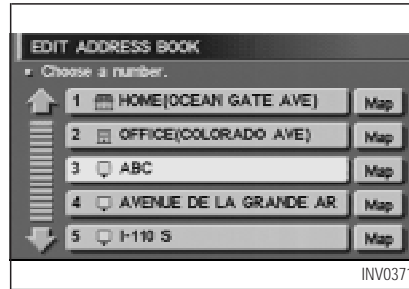 EDIT ADDRESS BOOK
Choose a number.
1 HOME[OCEAN GATE AVE] Map
2 OFFICE(COLORADO AVE) Map
3 ABC Map
4 AVENUE DE LA GRANDE AR Map
5 I-110 S Map
INV0371